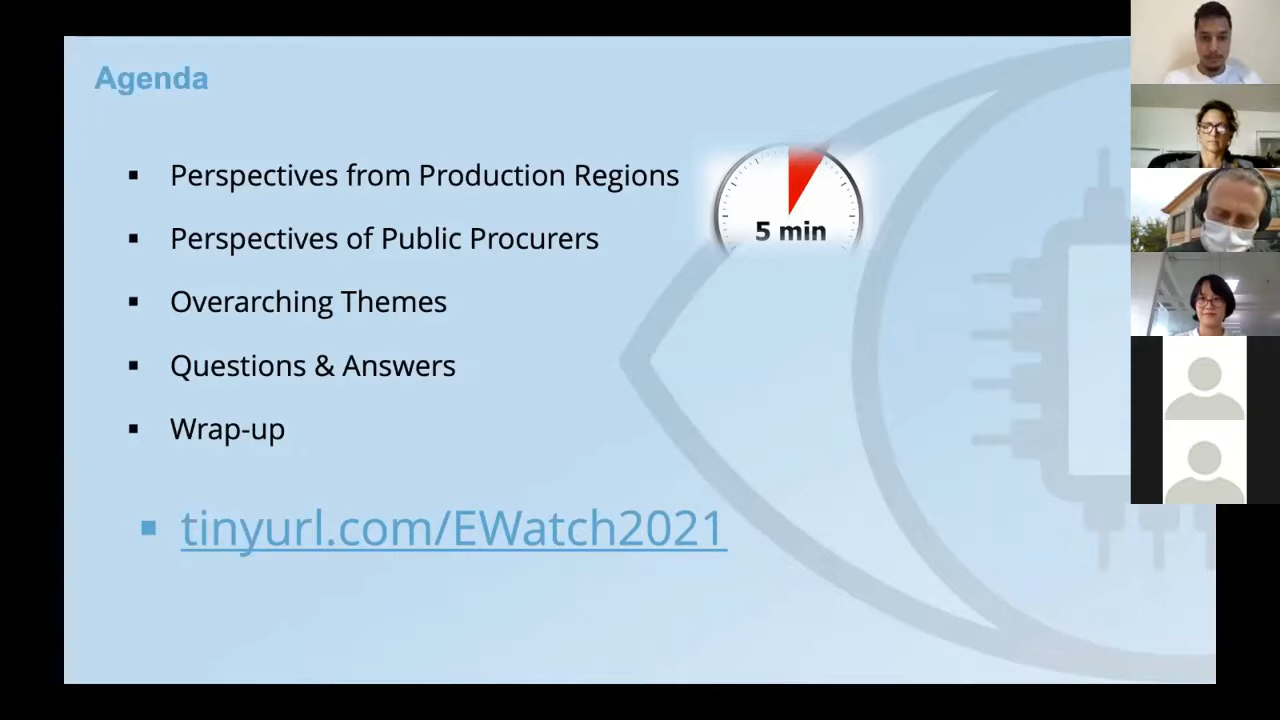 Agenda
▪ Perspectives from Production Regions
5 min
▪ Perspectives of Public Procurers
▪ Overarching Themes
▪ Questions & Answers
▪ Wrap-up
▪ tinyurl.com/EWatch2021